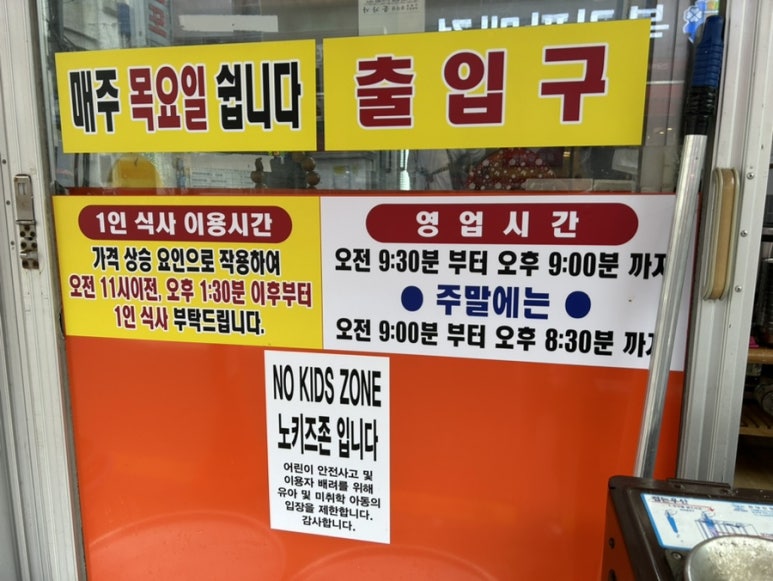 매주 목요일 쉽니다
출입구
1인 식사 이용시간
가격 상승 요인으로 작용하여
오전 11시이전, 오후 1:30분 이후부터
1인 식사 부탁드립니다.
영업시간
오전 9:30분 부터 오후 9:00분 까지
● 주말에는 ●
오전 9:00분 부터 오후 8:30분 까지
NO KIDS ZONE
노키즈존 입니다
어린이 안전사고 및
이용자 배려를 위해
유아 및 미취학 아동의
입장을 제한합니다.
감사합니다.